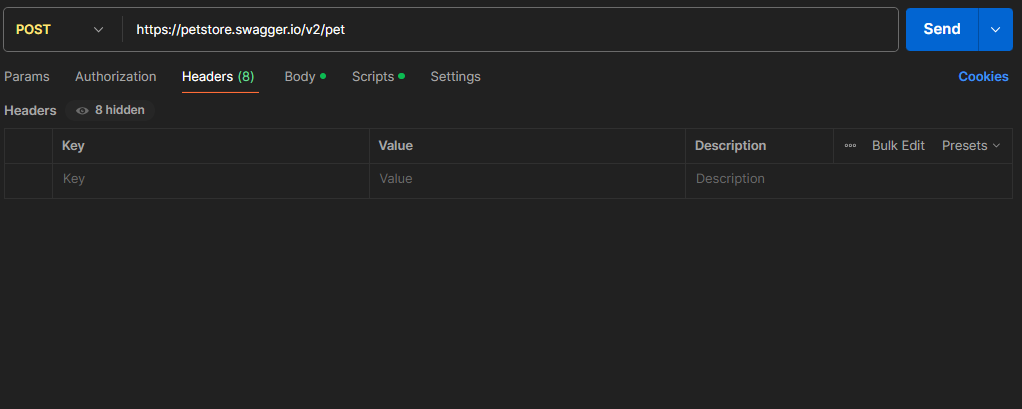 POST https://petstore.swagger.io/v2/pet Send
Params Authorization Headers (8) Body Scripts Settings Cookies
Headers 8 hidden
Key Value Description Bulk Edit Presets
Key Value Description